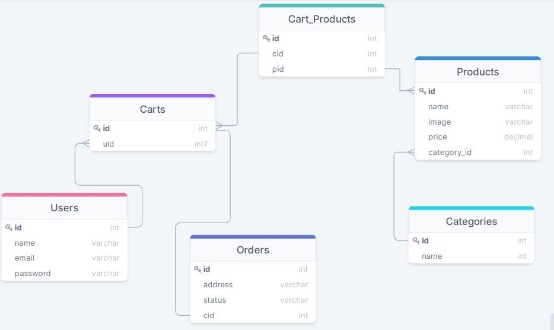 Cart_Products
id int
cid int
pid int
Products
id int
name varchar
image varchar
price decimal
category_id int
Carts
id int
uid int?
Users
id int
name varchar
email varchar
password varchar
Categories
id int
name int
Orders
id int
address verchar
status verchar
cid int